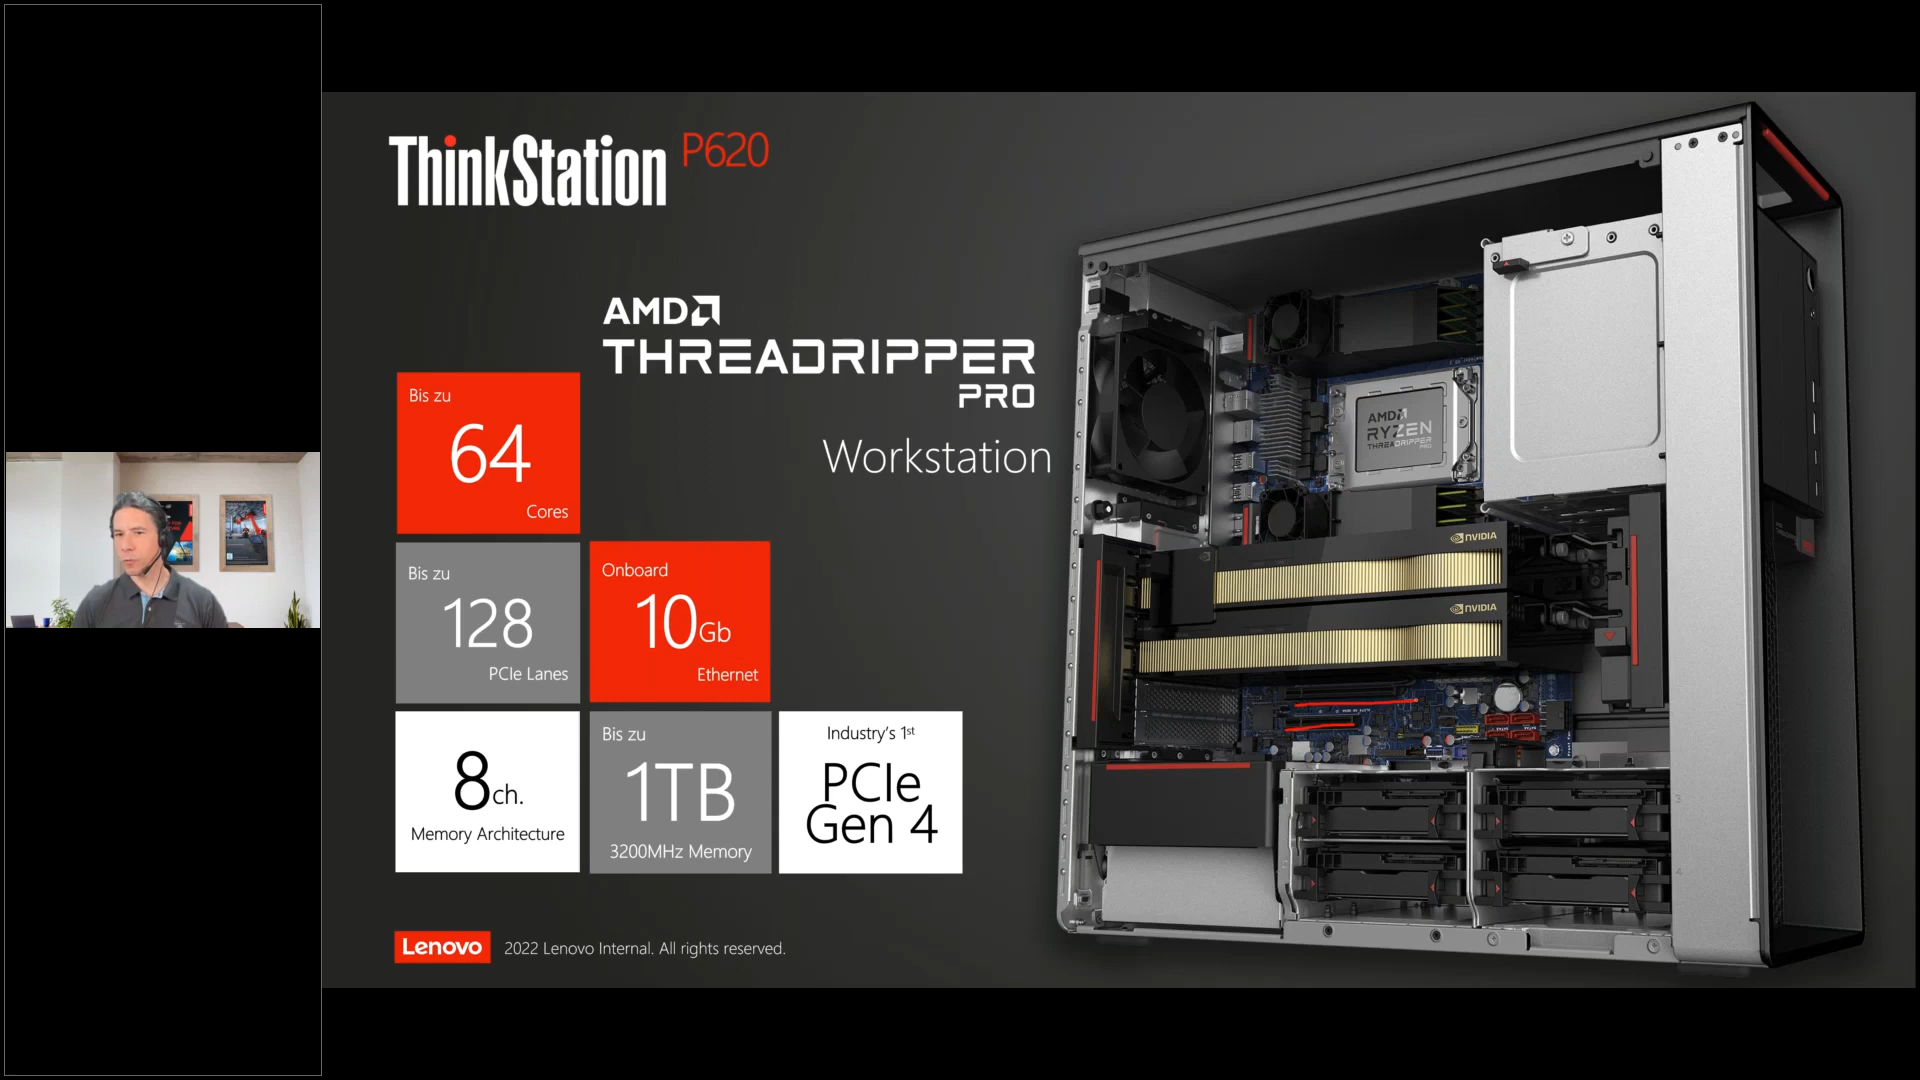 ThinkStation P620
AMD
THREADRIPPER
PRO
Workstation
Bis zu
64
Cores
Bis zu
128
PCIe Lanes
Onboard
10Gb
Ethernet
8ch.
Memory Architecture
Bis zu
1TB
3200MHz Memory
Industry's 1st
PCIe
Gen 4
Lenovo
2022 Lenovo Internal. All rights reserved.
AMD
RYZEN
THREADRIPPER
PRO
NVIDIA
NVIDIA